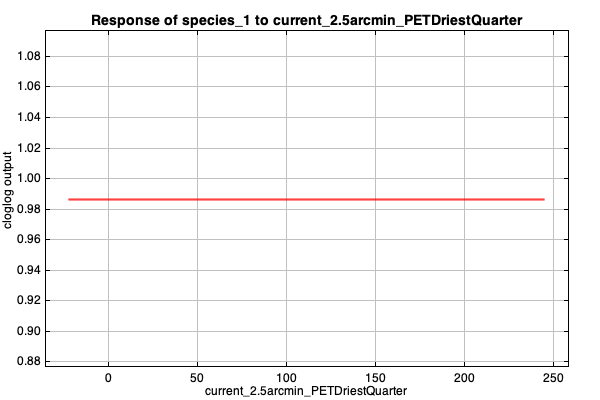 Response of species_1 to current_2.5arcmin_PETDriestQuarter
1.08
1.06
1.04
1.02
1.00
0.98
0.96
0.94
0.92
0.90
0.88
cloglog output
0 50 100 150 200 250
current_2.5arcmin_PETDriestQuarter